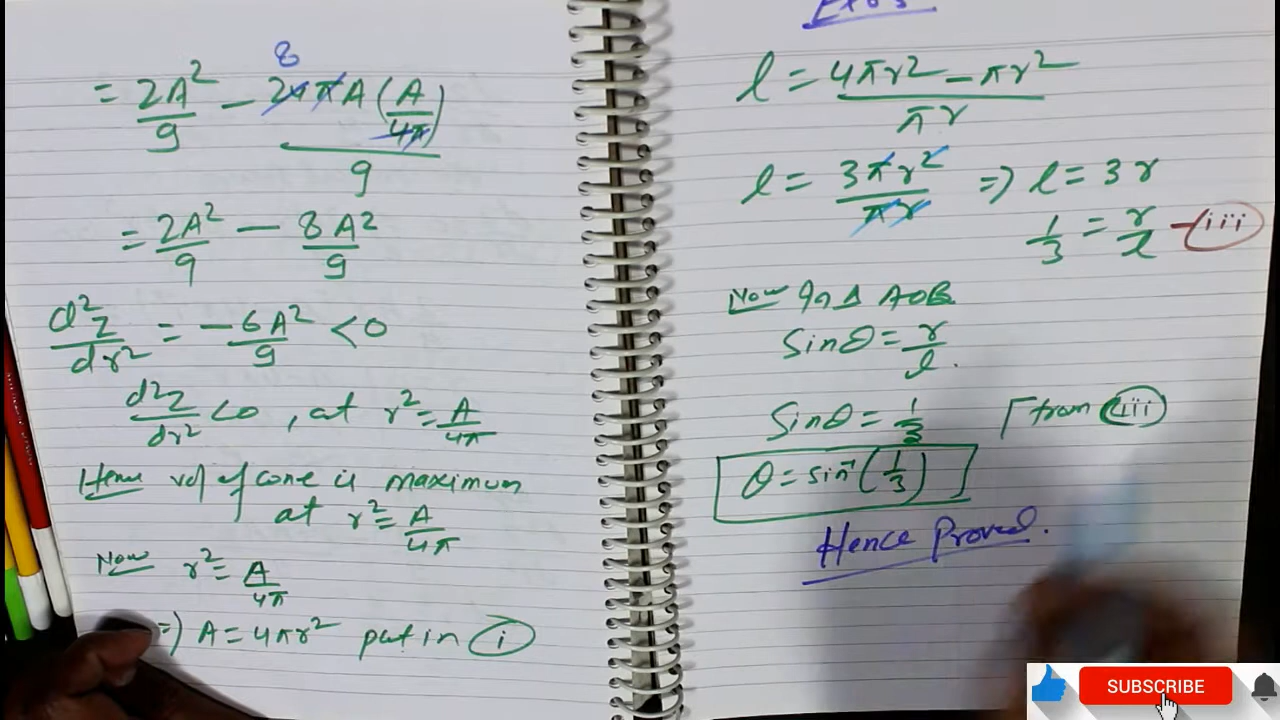 8
= 2A²/9 - 24πA(A/4π)/9
= 2A²/9 - 8A²/9
d²z/dr² = -6A²/9 <0
d²z/dr² <0, at r²=A/4π
Hence vol of cone is maximum
at r²=A/4π
Now r²=A/4π
=) A=4πr² put in (i)
l = 4πr²-πr²/πr
l = 3πr²/πr =) l=3r
1/3 = r/l -(iii)
Now In Δ AOB
Sinθ=r/l.
Sinθ=1/3 [from (iii)
θ=sin⁻¹(1/3)
Hence Proved.
SUBSCRIBE